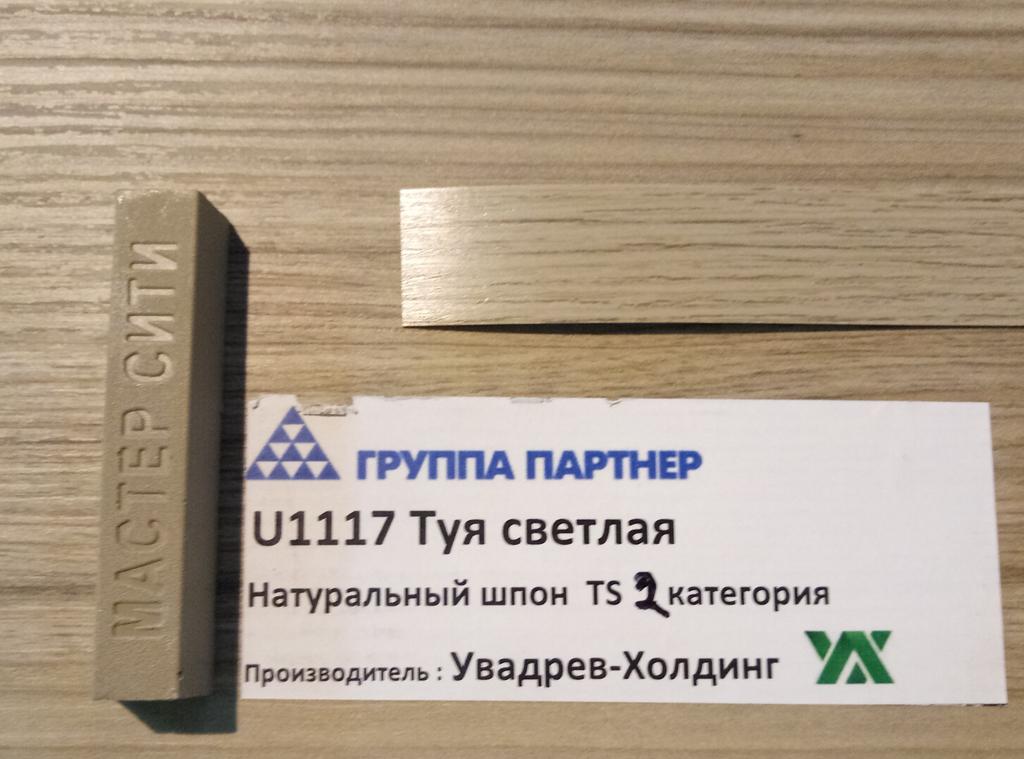 МАСТЕР СИТИ
ГРУППА ПАРТНЕР
U1117 Туя светлая
Натуральный шпон TS 2 категория
Производитель : Увадрев-Холдинг